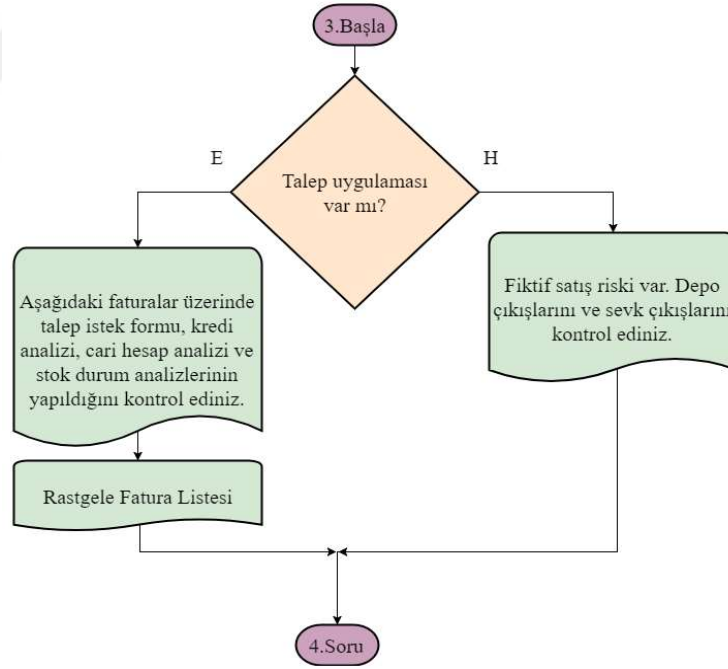 3.Başla
E
H
Talep uygulaması
var mı?
Aşağıdaki faturalar üzerinde
talep istek formu, kredi
analizi, cari hesap analizi ve
stok durum analizlerinin
yapıldığını kontrol ediniz.
Fiktif satış riski var. Depo
çıkışlarını ve sevk çıkışlarını
kontrol ediniz.
Rastgele Fatura Listesi
4.Soru